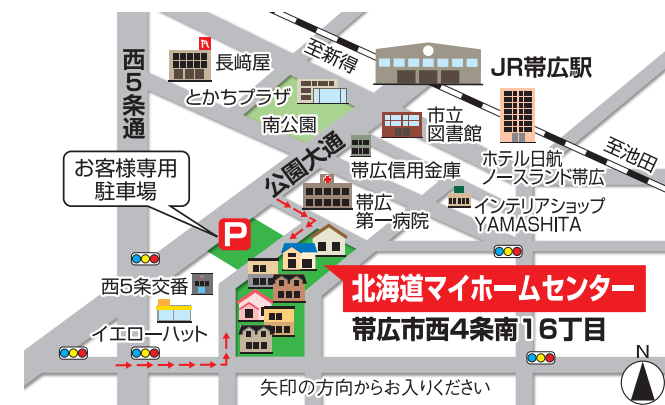 長﨑屋
至新得
JR帯広駅
西5条通
とかちプラザ
南公園
市立
図書館
至池田
ホテル日航
ノースランド帯広
お客様専用
駐車場
公園大通
帯広信用金庫
帯広
第一病院
インテリアショップ
YAMASHITA
P
西5条交番
イエローハット
北海道マイホームセンター
帯広市西4条南16丁目
矢印の方向からお入りください
N